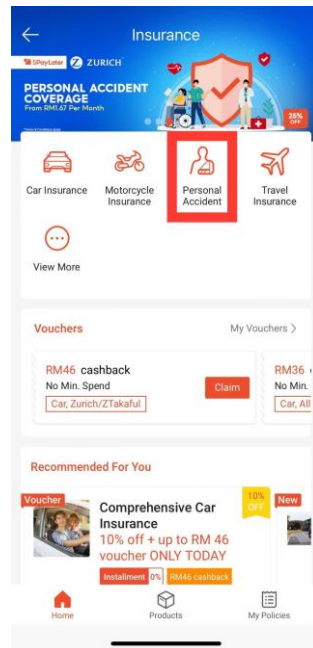 Insurance
SPayLater ZURICH
PERSONAL ACCIDENT
COVERAGE
From RM1.67 Per Month
25%
OFF
Car Insurance
Motorcycle
Insurance
Personal
Accident
Travel
Insurance
View More
Vouchers
My Vouchers >
RM46 cashback
No Min. Spend
Car, Zurich/ZTakaful
Claim
RM36
No Min.
Car, All
Recommended For You
Voucher
Comprehensive Car
Insurance
10% off + up to RM 46
voucher ONLY TODAY
Installment 0% RM46 cashback
10%
OFF
New
Home
Products
My Policies